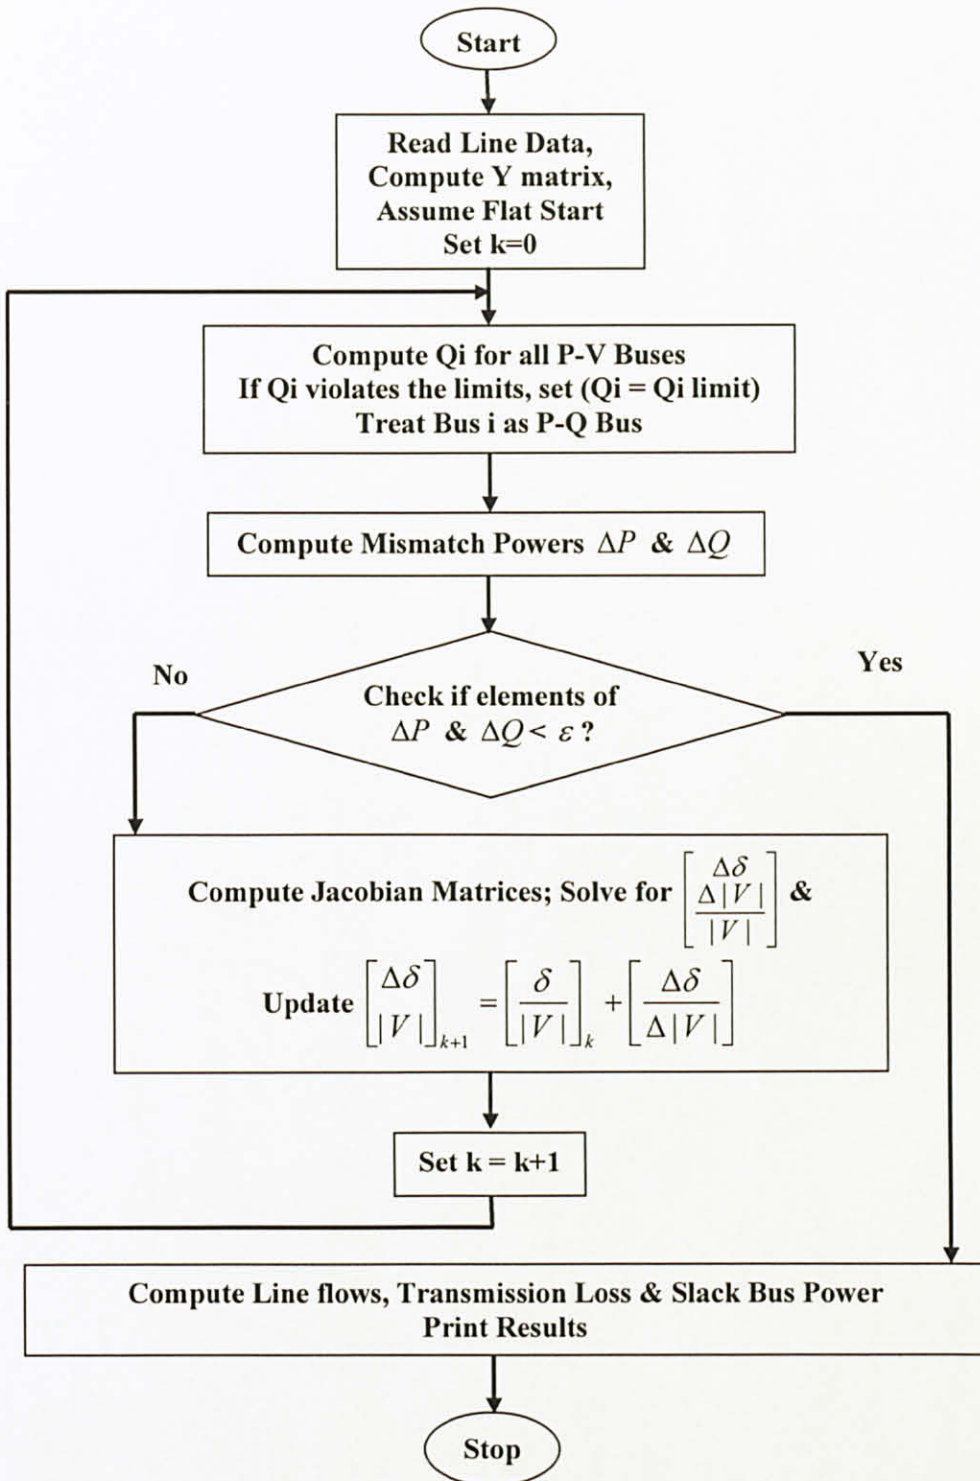 Start
Read Line Data,
Compute Y matrix,
Assume Flat Start
Set k=0
Compute Qi for all P-V Buses
If Qi violates the limits, set (Qi = Qi limit)
Treat Bus i as P-Q Bus
Compute Mismatch Powers ΔP & ΔQ
No
Yes
Check if elements of
ΔP & ΔQ < ε ?
Compute Jacobian Matrices; Solve for [Δδ / Δ|V| / |V|] &
Update [Δδ |V|]k+1 = [δ / |V|]k + [Δδ / Δ|V|]
Set k = k+1
Compute Line flows, Transmission Loss & Slack Bus Power
Print Results
Stop